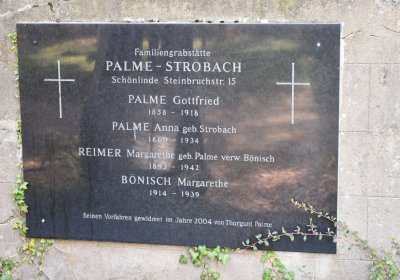 Familiengrabstätte
PALME - STROBACH
Schönlinde Steinbruchstr. 15
PALME Gottfried
1858 - 1918
PALME Anna geb. Strobach
1860 - 1934
REIMER Margarethe geb. Palme verw. Bönisch
1893 - 1942
BÖNISCH Margarethe
1914 - 1939
Seinen Vorfahren gewidmet im Jahre 2004 von Thorgunt Palme